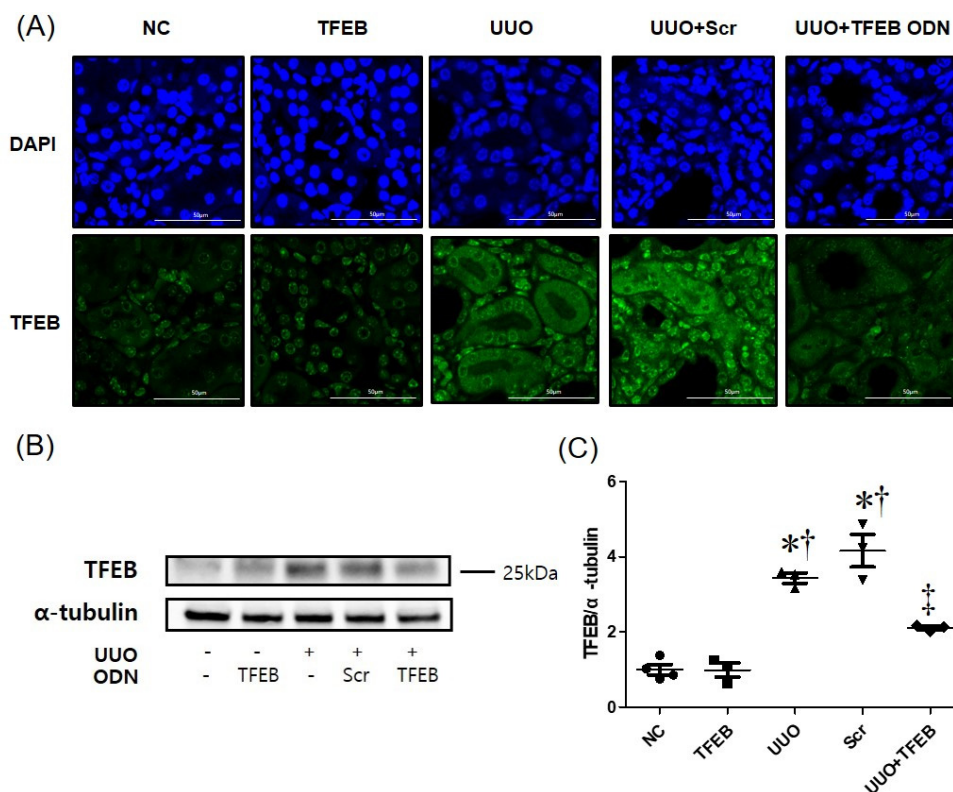 (A)
NC TFEB UUO UUO+Scr UUO+TFEB ODN
DAPI
50µm 50µm 50µm 50µm 50µm
TFEB
50µm 50µm 50µm 50µm 50µm
(B)
TFEB 25kDa
α-tubulin
UUO - - + + +
ODN - TFEB - Scr TFEB
(C)
TFEB/α -tubulin
6
4
2
0
*† *† ‡
NC TFEB UUO Scr UUO+TFEB